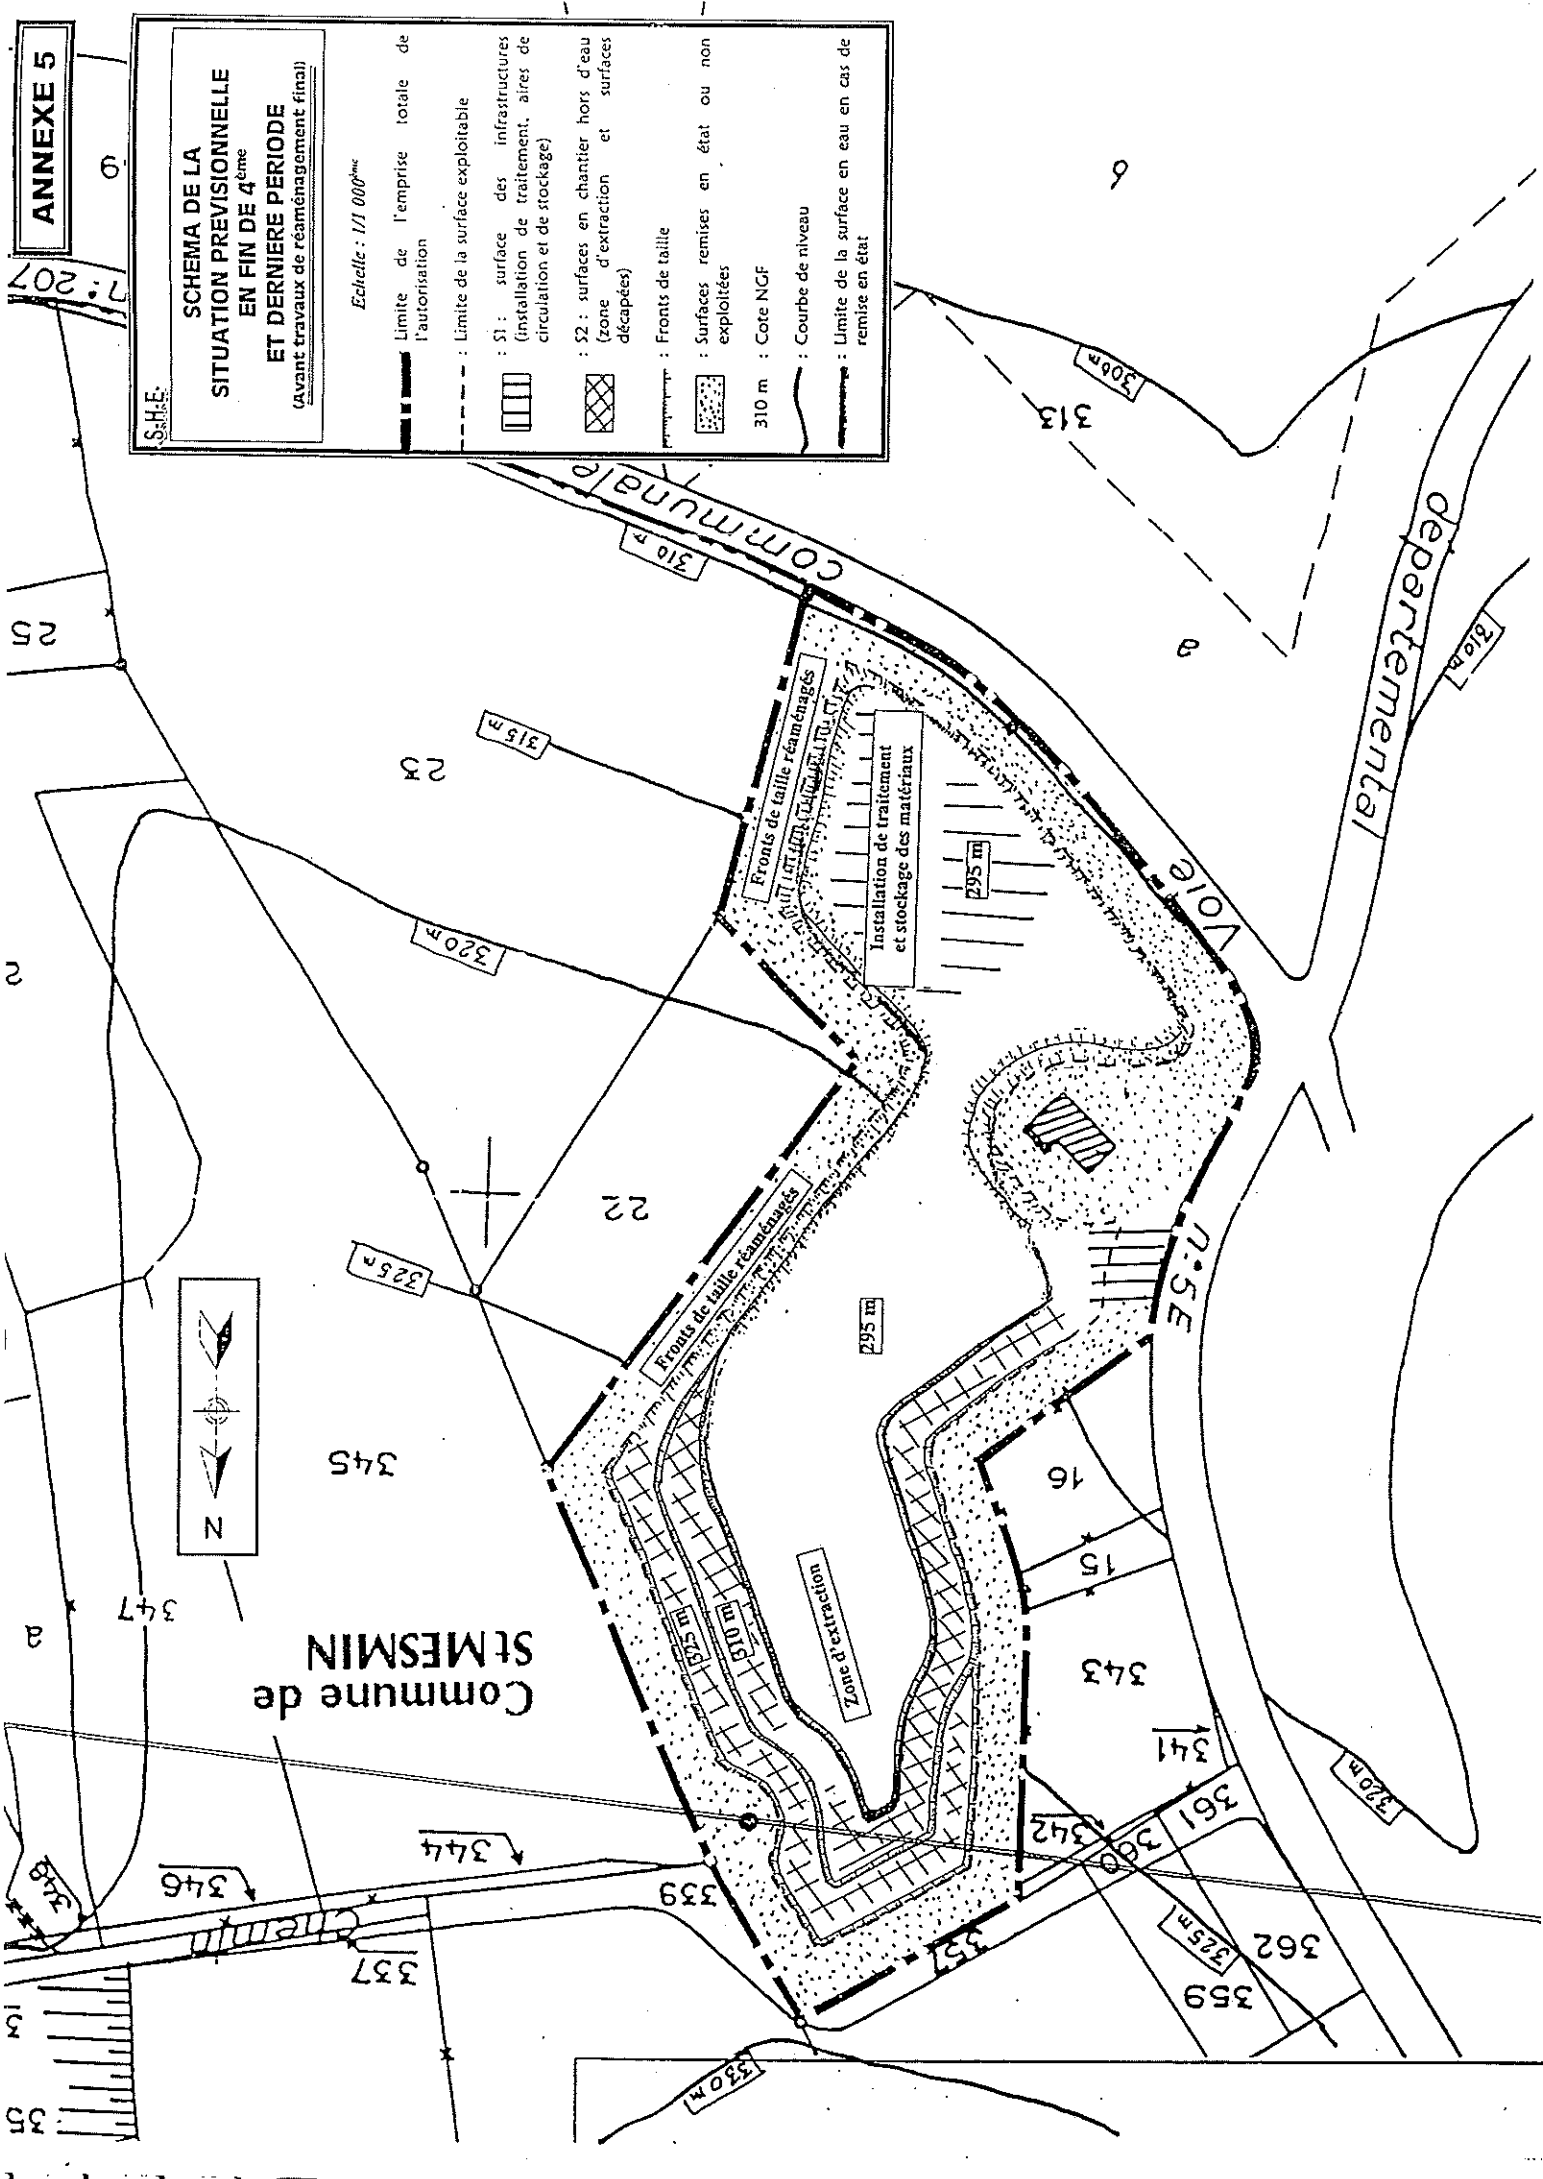 ANNEXE 5
S.H.E.
SCHEMA DE LA
SITUATION PREVISIONNELLE
EN FIN DE 4ème
ET DERNIERE PERIODE
(Avant travaux de réaménagement final)
Echelle : 1/1 000ème
: Limite de l'emprise totale de
l'autorisation
: Limite de la surface exploitable
: S1 : surface des infrastructures
(installation de traitement, aires de
circulation et de stockage)
: S2 : surfaces en chantier hors d'eau
(zone d'extraction et surfaces
décapées)
: Fronts de taille
: Surfaces remises en état ou non
exploitées
310 m : Cote NGF
: Courbe de niveau
: Limite de la surface en eau en cas de
remise en état
n° 207
communale
Voie
n° 5E
départemental
Chemin
Commune de
St MESMIN
N
Fronts de taille réaménagés
Fronts de taille réaménagés
Installation de traitement
et stockage des matériaux
295 m
295 m
Zone d'extraction
325 m
310 m
310 m
315 m
320 m
325 m
330 m
325 m
320 m
310 m
25
23
22
2
345
347
a
348
346
344
337
339
35
3
342
341
343
360
361
362
359
15
16
313
a